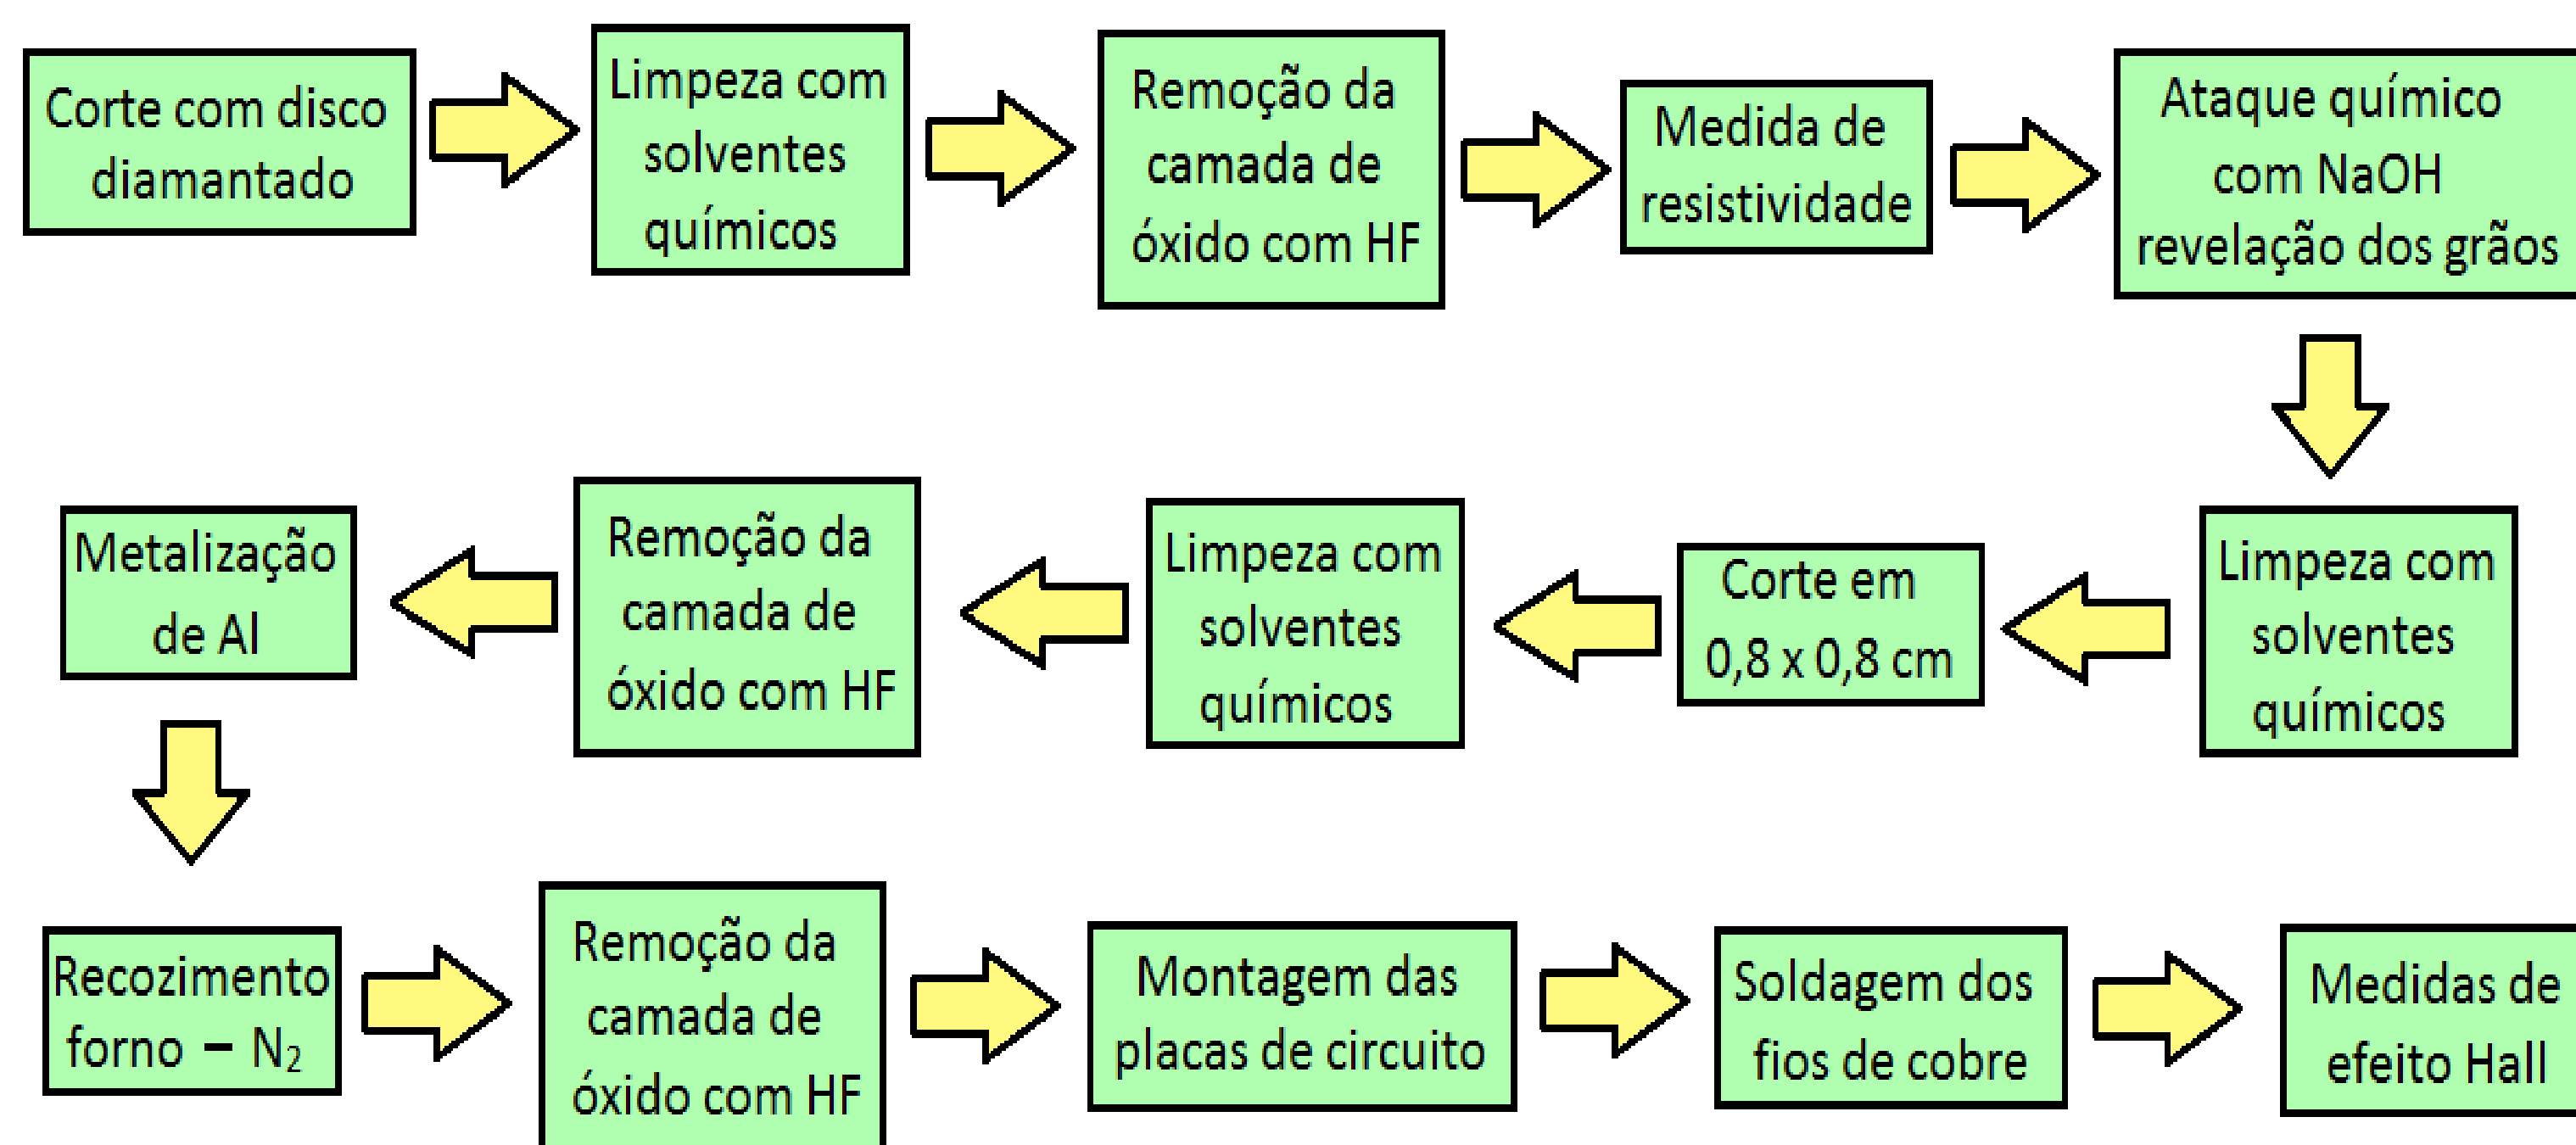 Corte com disco
diamantado
Limpeza com
solventes
químicos
Remoção da
camada de
óxido com HF
Medida de
resistividade
Ataque químico
com NaOH
revelação dos grãos
Limpeza com
solventes
químicos
Corte em
0,8 x 0,8 cm
Limpeza com
solventes
químicos
Remoção da
camada de
óxido com HF
Metalização
de Al
Recozimento
forno – N₂
Remoção da
camada de
óxido com HF
Montagem das
placas de circuito
Soldagem dos
fios de cobre
Medidas de
efeito Hall